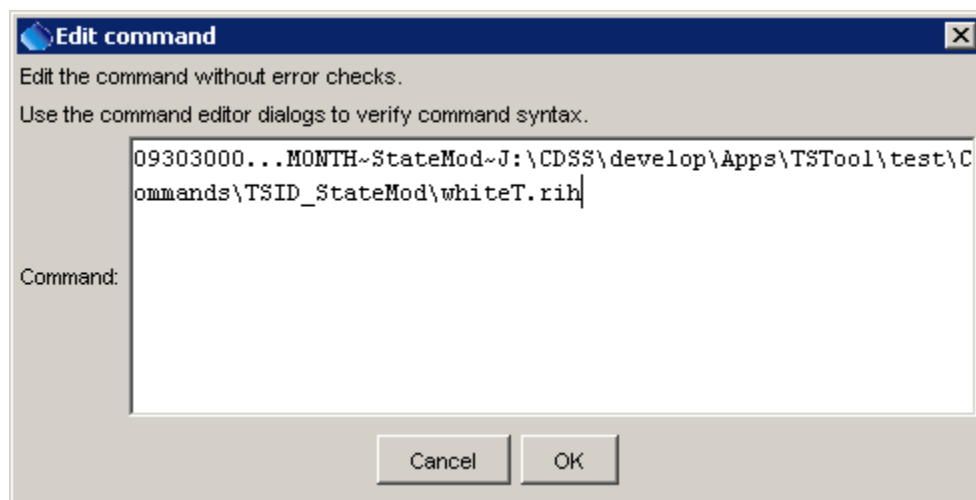 Edit command
Edit the command without error checks.
Use the command editor dialogs to verify command syntax.
Command:
09303000...MONTH~StateMod~J:\CDSS\develop\Apps\TSTool\test\C
ommands\TSID_StateMod\whiteT.rih
Cancel
OK